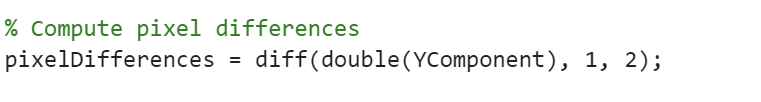 % Compute pixel differences
pixelDifferences = diff(double(YComponent), 1, 2);